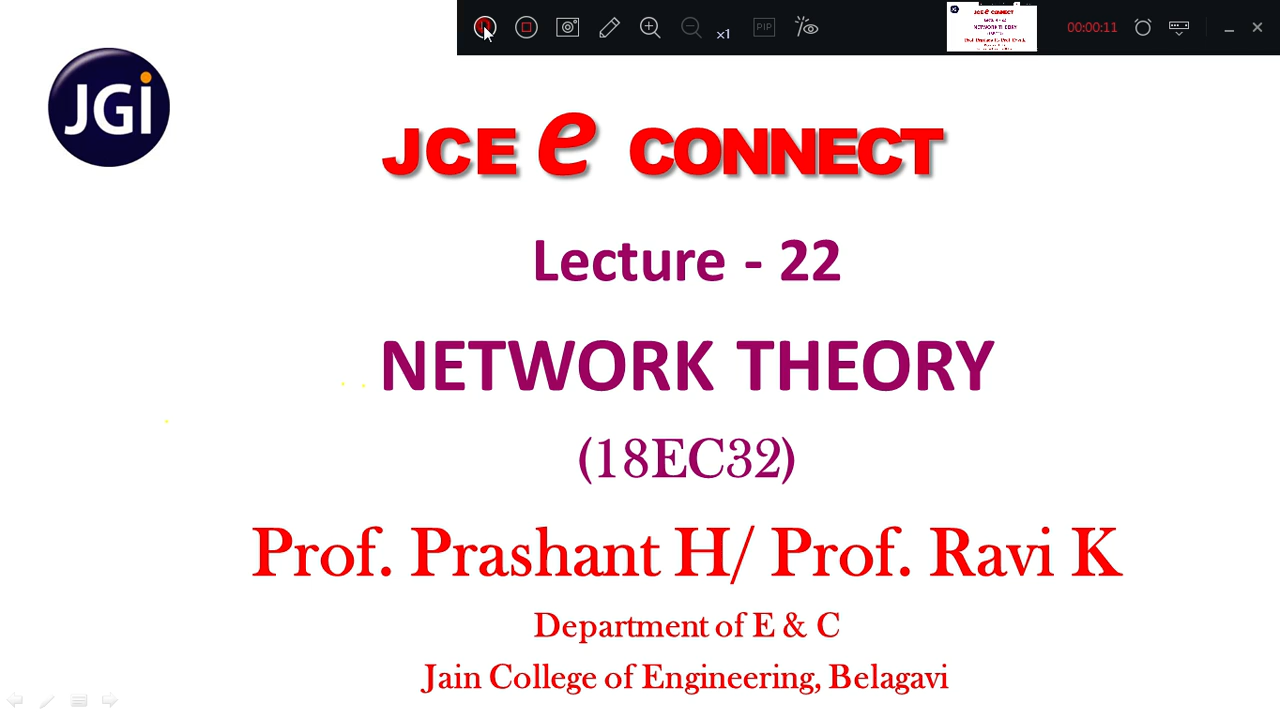 x1
PIP
00:00:11
JGi
JCE e CONNECT
Lecture - 22
NETWORK THEORY
(18EC32)
Prof. Prashant H/ Prof. Ravi K
Department of E & C
Jain College of Engineering, Belagavi